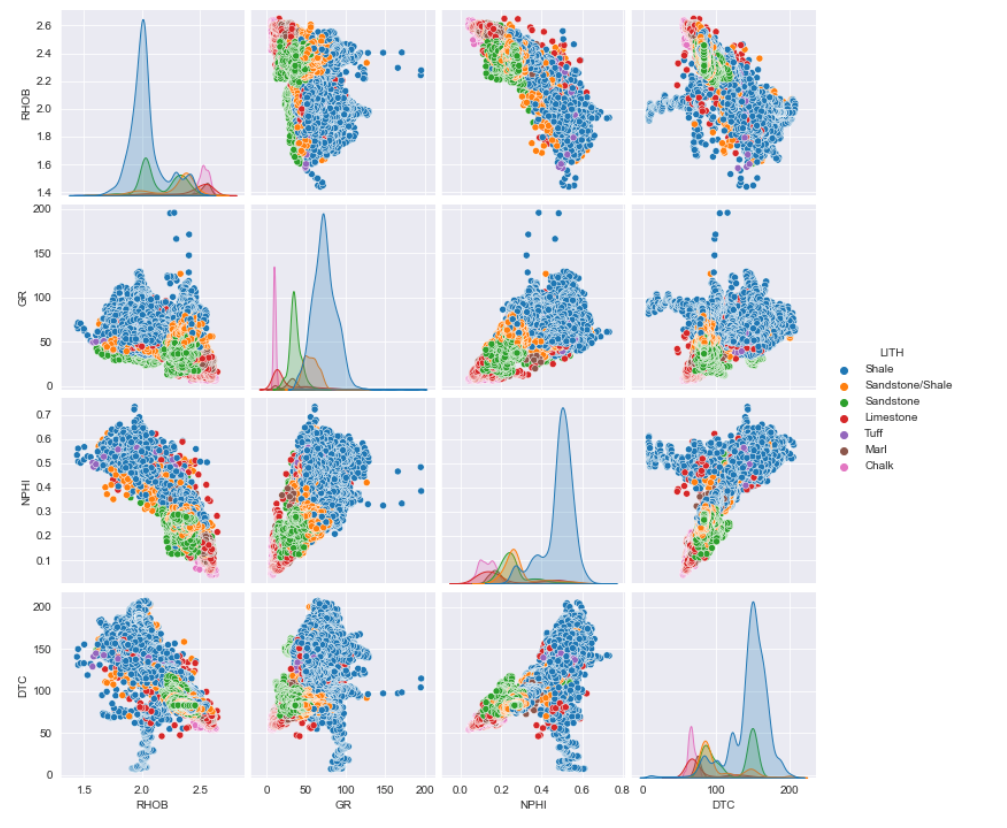 2.6
2.4
2.2
2.0
1.8
1.6
1.4
RHOB
200
150
100
50
0
GR
LITH
Shale
Sandstone/Shale
Sandstone
Limestone
Tuff
Marl
Chalk
0.7
0.6
0.5
0.4
0.3
0.2
0.1
NPHI
200
150
100
50
0
DTC
1.5 2.0 2.5
0 50 100 150 200
0.0 0.2 0.4 0.6 0.8
0 100 200
RHOB
GR
NPHI
DTC